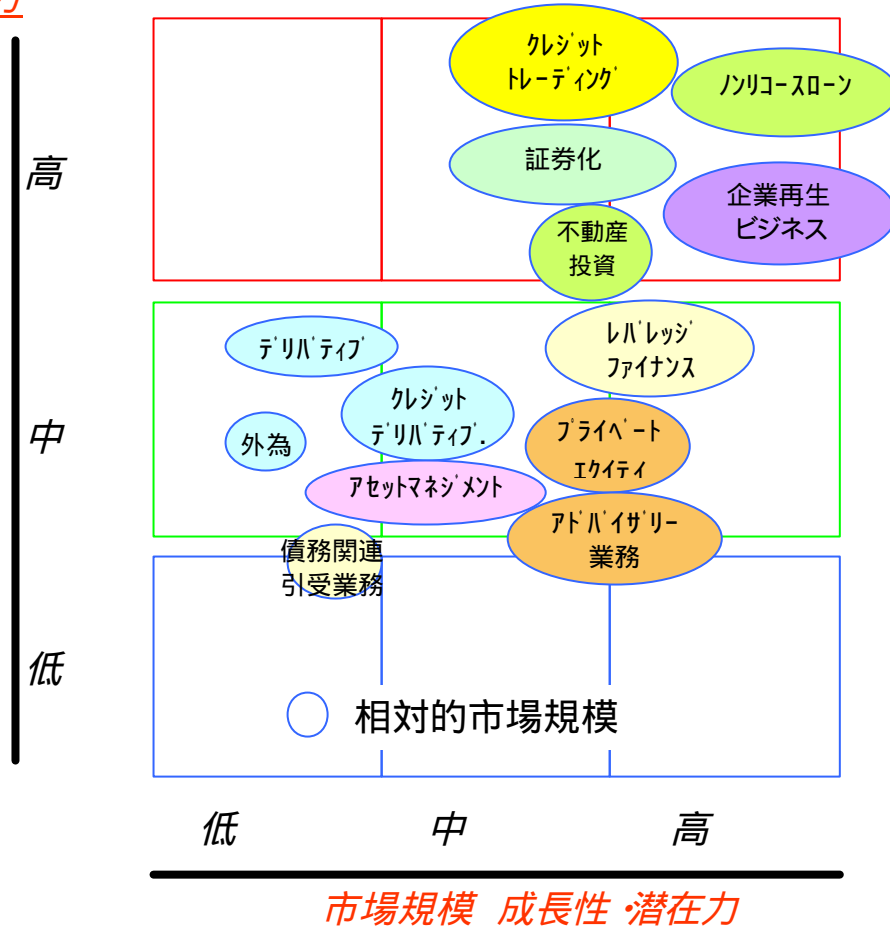 力
クレジット
トレーディング
ノンリコースローン
高
証券化
企業再生
ビジネス
不動産
投資
デリバティブ
レバレッジ
ファイナンス
クレジット
デリバティブ.
中
外為
プライベート
エクイティ
アセットマネジメント
アドバイザリー
業務
債務関連
引受業務
低
相対的市場規模
低 中 高
市場規模 成長性・潜在力